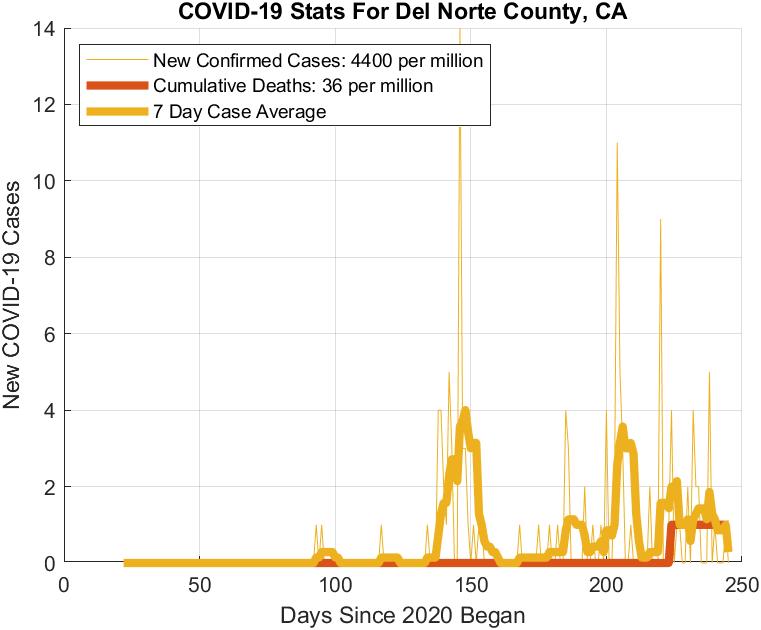 COVID-19 Stats For Del Norte County, CA
New Confirmed Cases: 4400 per million
Cumulative Deaths: 36 per million
7 Day Case Average
New COVID-19 Cases
14
12
10
8
6
4
2
0
0 50 100 150 200 250
Days Since 2020 Began